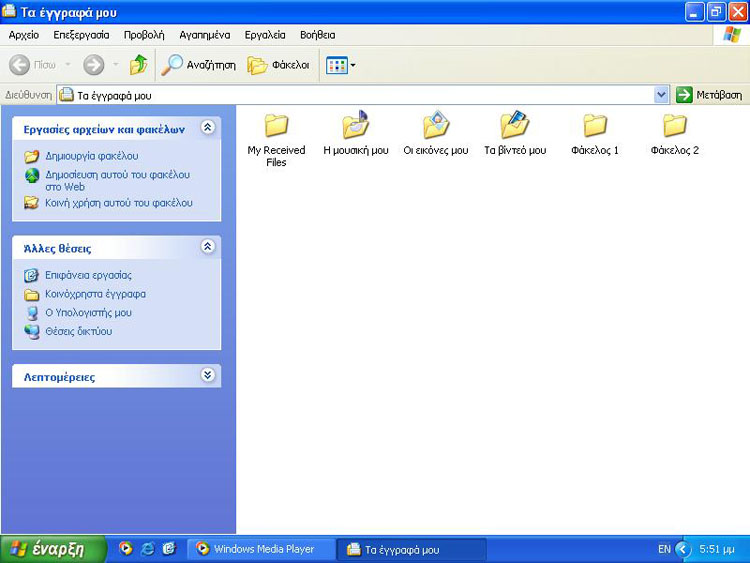 Τα έγγραφά μου
Αρχείο Επεξεργασία Προβολή Αγαπημένα Εργαλεία Βοήθεια
Πίσω Αναζήτηση Φάκελοι
Διεύθυνση Τα έγγραφά μου Μετάβαση
Εργασίες αρχείων και φακέλων
Δημιουργία φακέλου
Δημοσίευση αυτού του φακέλου
στο Web
Κοινή χρήση αυτού του φακέλου
Άλλες θέσεις
Επιφάνεια εργασίας
Κοινόχρηστα έγγραφα
Ο Υπολογιστής μου
Θέσεις δικτύου
Λεπτομέρειες
My Received
Files
Η μουσική μου
Οι εικόνες μου
Τα βίντεό μου
Φάκελος 1
Φάκελος 2
έναρξη Windows Media Player Τα έγγραφά μου EN 5:51 μμ